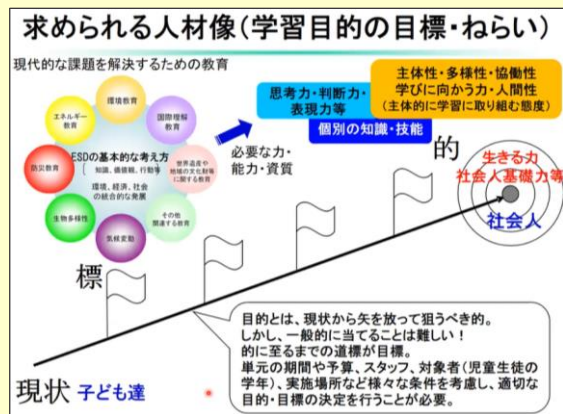 求められる人材像(学習目的の目標・ねらい)
現代的な課題を解決するための教育
環境教育
エネルギー
教育
国際理解
教育
防災教育
ESDの基本的な考え方
知識、価値観、行動等
環境、経済、社会
の統合的な発展
世界遺産や
地域の文化財等
に関する教育
生物多様性
気候変動
その他
関連する教育
思考力・判断力・
表現力等
個別の知識・技能
主体性・多様性・協働性
学びに向かう力・人間性
(主体的に学習に取り組む態度)
必要な力・
能力・資質
的
生きる力
社会人基礎力等
社会人
標
目的とは、現状から矢を放って狙うべき的。
しかし、一般的に当てることは難しい!
的に至るまでの道標が目標。
単元の期間や予算、スタッフ、対象者(児童生徒の
学年)、実施場所など様々な条件を考慮し、適切な
目的・目標の決定を行うことが必要。
現状 子ども達